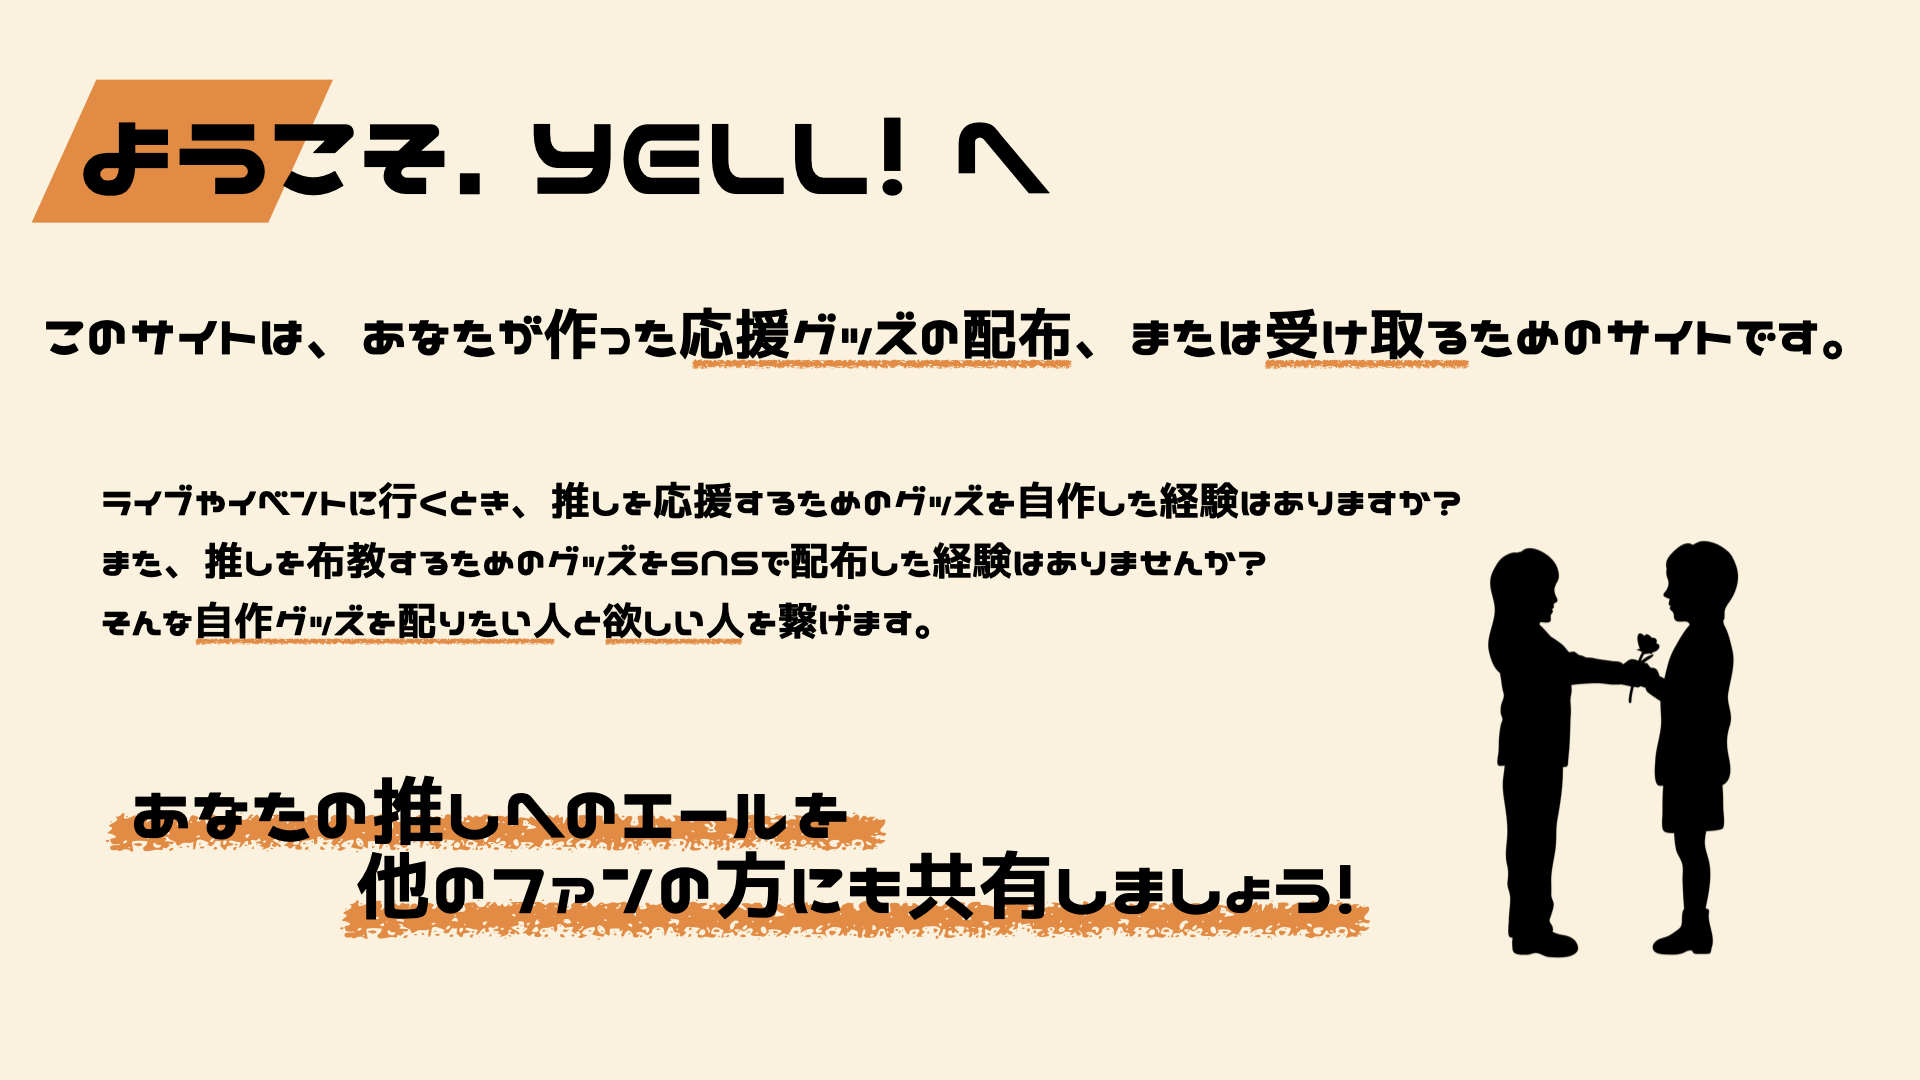 ようこそ. YELL! へ
このサイトは、あなたが作った応援グッズの配布、または受け取るためのサイトです。
ライブやイベントに行くとき、推しを応援するためのグッズを自作した経験はありますか?
また、推しを布教するためのグッズをSNSで配布した経験はありませんか?
そんな自作グッズを配りたい人と欲しい人を繋げます。
あなたの推しへのエールを
他のファンの方にも共有しましょう!